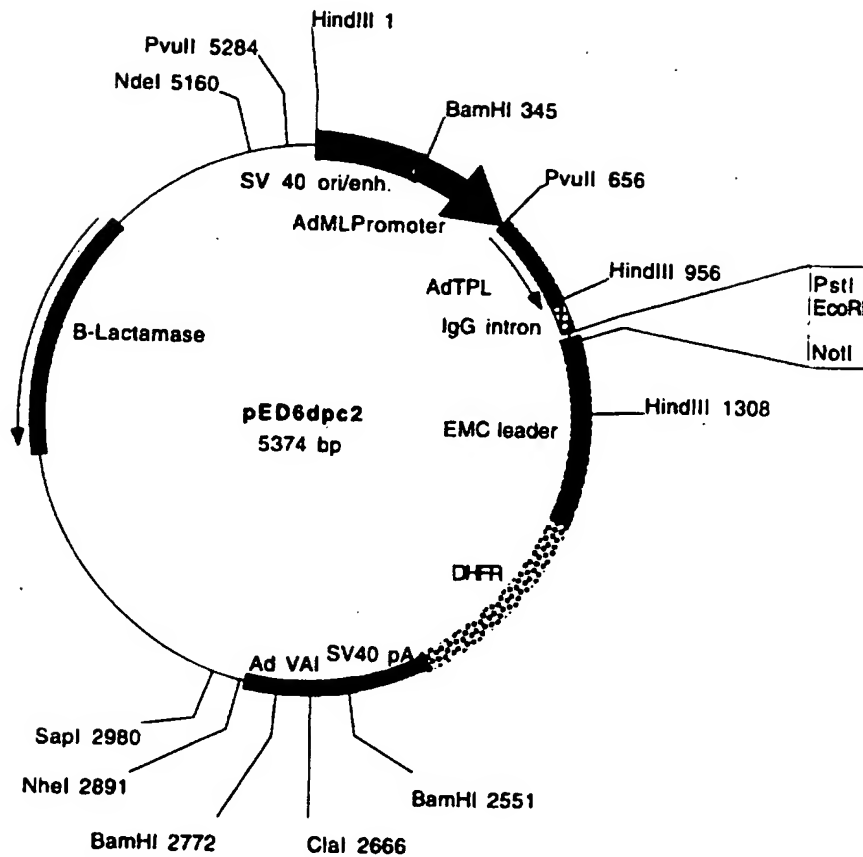 HindIII 1
PvuII 5284
NdeI 5160
BamHI 345
SV 40 ori/enh.
PvuII 656
AdMLPromoter
HindIII 956
AdTPL
PstI
EcoRI
IgG intron
B-Lactamase
NotI
pED6dpc2
5374 bp
EMC leader
HindIII 1308
DHFR
Ad VAI
SV40 pA
SapI 2980
NheI 2891
BamHI 2551
BamHI 2772
ClaI 2666